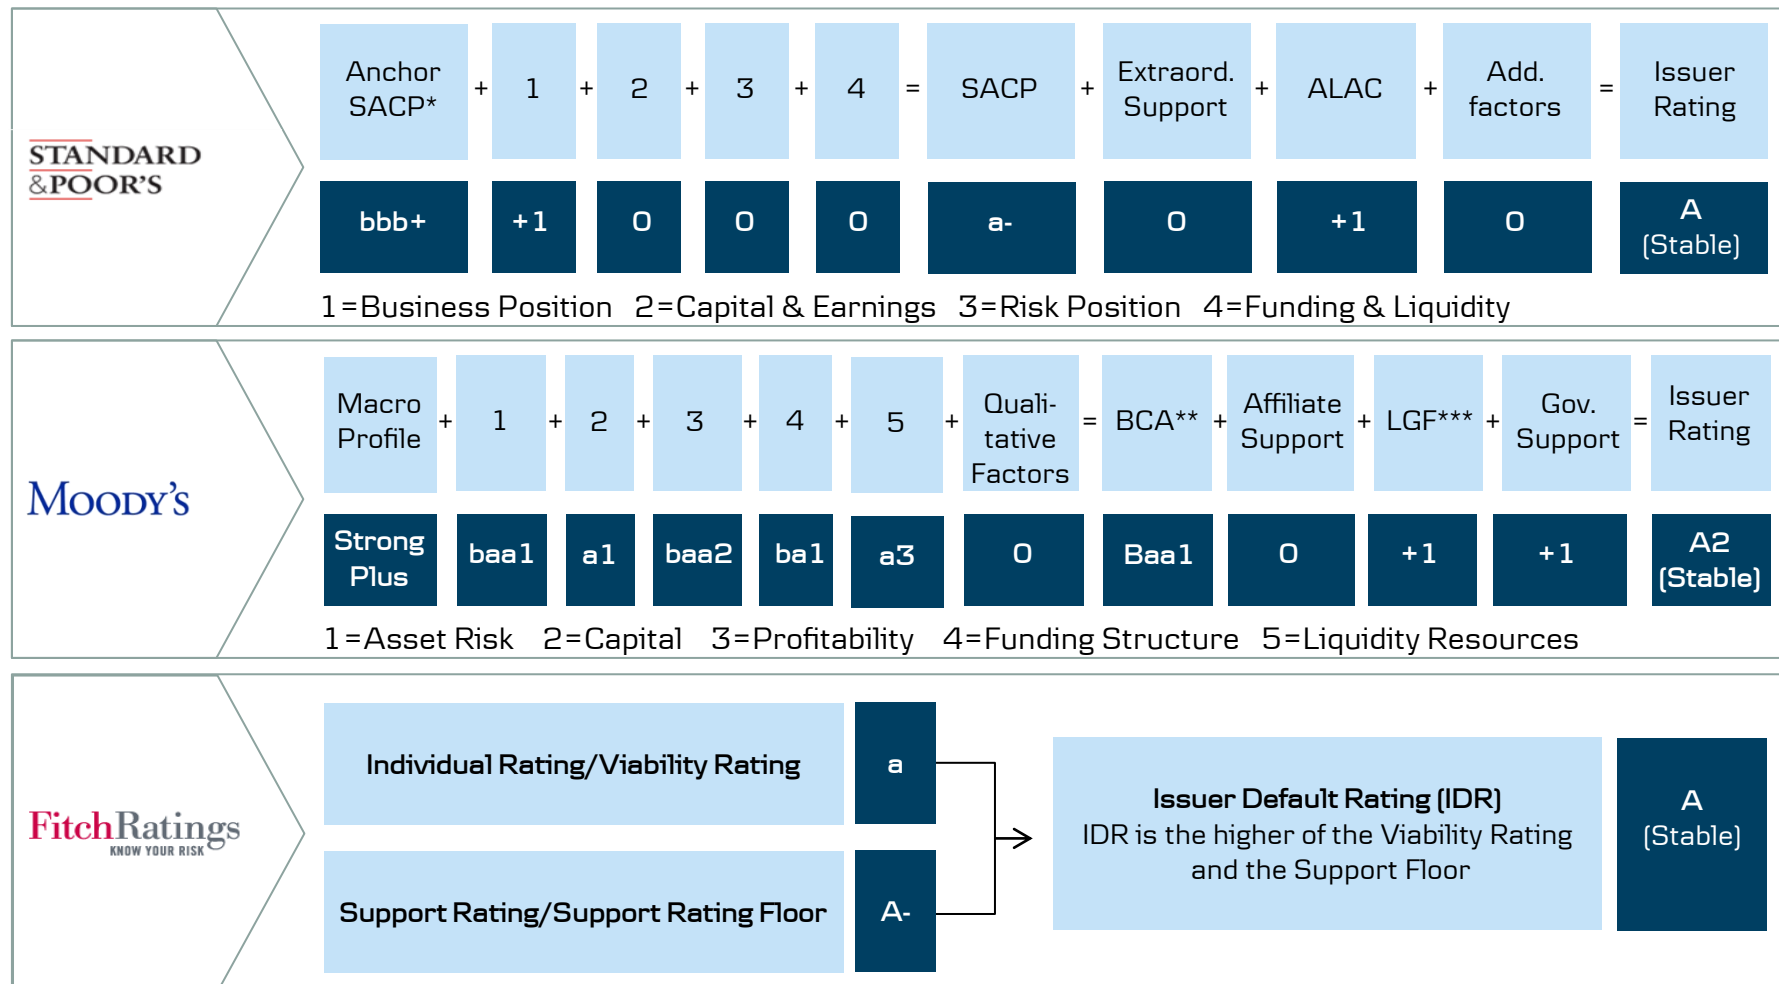 STANDARD
&POOR'S
Anchor
SACP*
+ 1 + 2 + 3 + 4 = SACP + Extraord.
Support
+ ALAC + Add.
factors
= Issuer
Rating
bbb+ +1 0 0 0 a- 0 +1 0 A
(Stable)
1=Business Position 2=Capital & Earnings 3=Risk Position 4=Funding & Liquidity
MOODY'S
Macro
Profile
+ 1 + 2 + 3 + 4 + 5 + Quali-
tative
Factors
= BCA** + Affiliate
Support
+ LGF*** + Gov.
Support
= Issuer
Rating
Strong
Plus
baa1 a1 baa2 ba1 a3 0 Baa1 0 +1 +1 A2
(Stable)
1=Asset Risk 2=Capital 3=Profitability 4=Funding Structure 5=Liquidity Resources
FitchRatings
KNOW YOUR RISK
Individual Rating/Viability Rating a
Support Rating/Support Rating Floor A-
Issuer Default Rating (IDR)
IDR is the higher of the Viability Rating
and the Support Floor
A
(Stable)